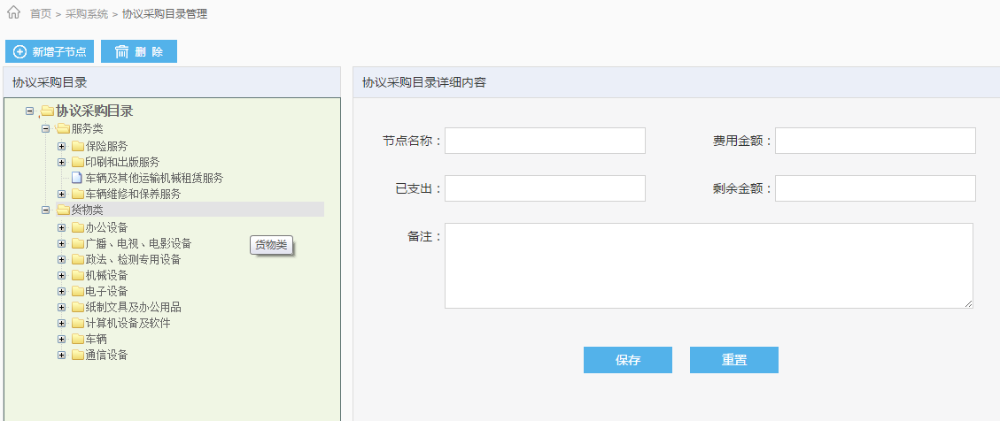 首页 > 采购系统 > 协议采购目录管理
新增子节点 删 除
协议采购目录
协议采购目录
服务类
保险服务
印刷和出版服务
车辆及其他运输机械租赁服务
车辆维修和保养服务
货物类
办公设备
广播、电视、电影设备
货物类
政法、检测专用设备
机械设备
电子设备
纸制文具及办公用品
计算机设备及软件
车辆
通信设备
协议采购目录详细内容
节点名称： 费用金额：
已支出： 剩余金额：
备注：
保存 重置